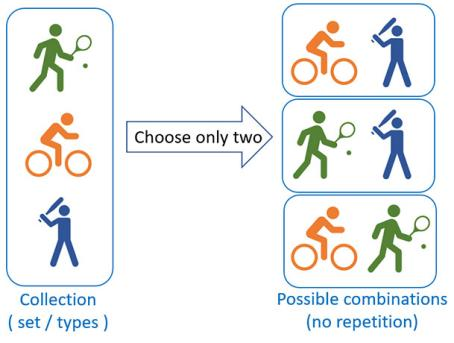 Choose only two
Collection
( set / types )
Possible combinations
(no repetition)